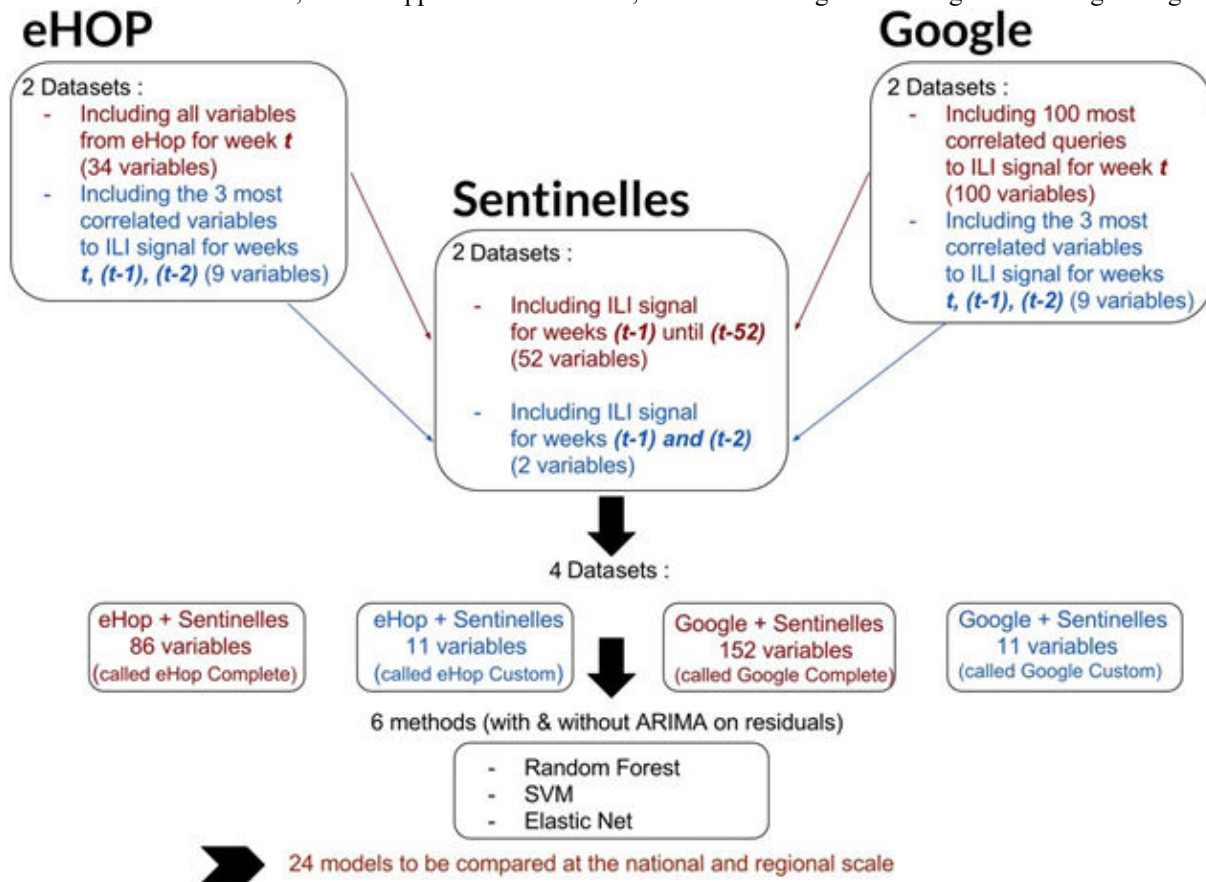 eHOP
2 Datasets :
- Including all variables
from eHop for week t
(34 variables)
- Including the 3 most
correlated variables
to ILI signal for weeks
t, (t-1), (t-2) (9 variables)
Google
2 Datasets :
- Including 100 most
correlated queries
to ILI signal for week t
(100 variables)
- Including the 3 most
correlated variables
to ILI signal for weeks
t, (t-1), (t-2) (9 variables)
Sentinelles
2 Datasets :
- Including ILI signal
for weeks (t-1) until (t-52)
(52 variables)
- Including ILI signal
for weeks (t-1) and (t-2)
(2 variables)
4 Datasets :
eHop + Sentinelles
86 variables
(called eHop Complete)
eHop + Sentinelles
11 variables
(called eHop Custom)
Google + Sentinelles
152 variables
(called Google Complete)
Google + Sentinelles
11 variables
(called Google Custom)
6 methods (with & without ARIMA on residuals)
- Random Forest
- SVM
- Elastic Net
24 models to be compared at the national and regional scale